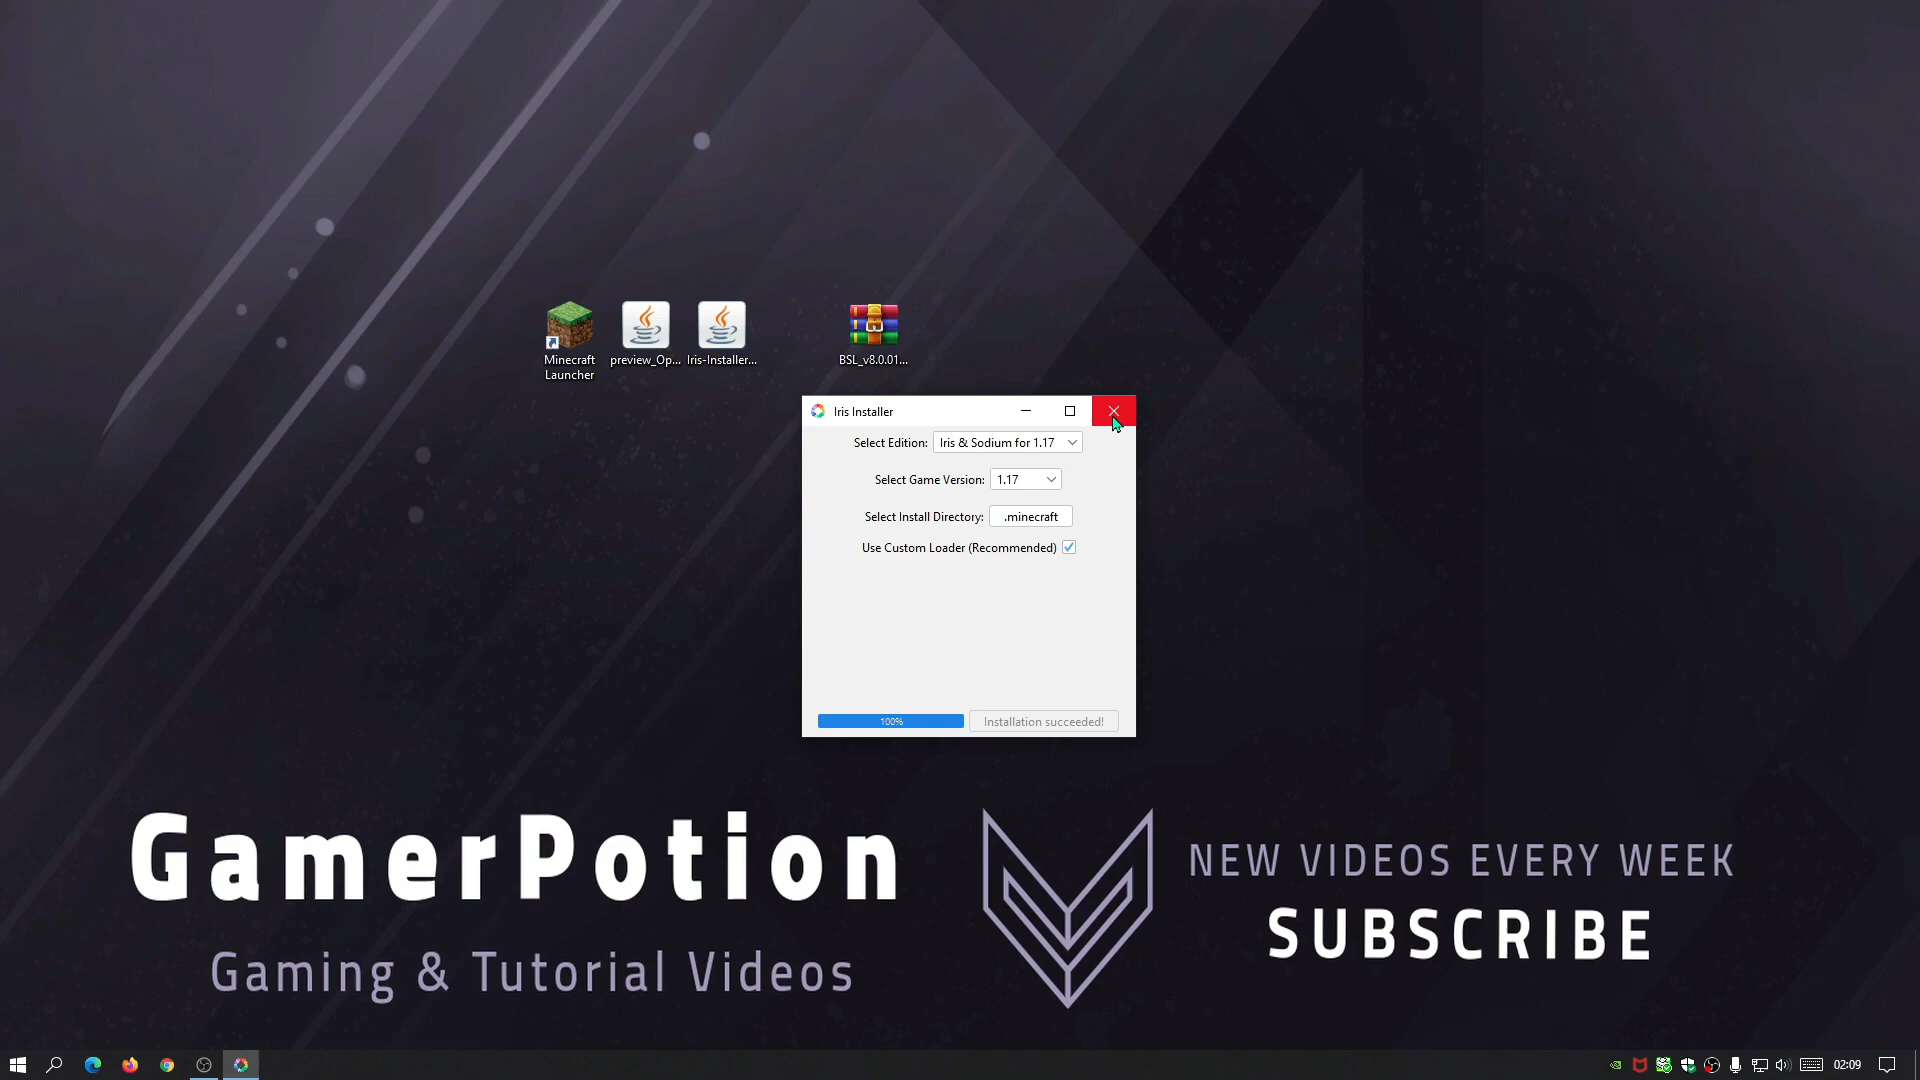 Minecraft
Launcher
preview_Op...
Iris-Installer...
BSL_v8.0.01...
Iris Installer
Select Edition: Iris & Sodium for 1.17
Select Game Version: 1.17
Select Install Directory: .minecraft
Use Custom Loader (Recommended)
100%
Installation succeeded!
GamerPotion
Gaming & Tutorial Videos
NEW VIDEOS EVERY WEEK
SUBSCRIBE
02:09